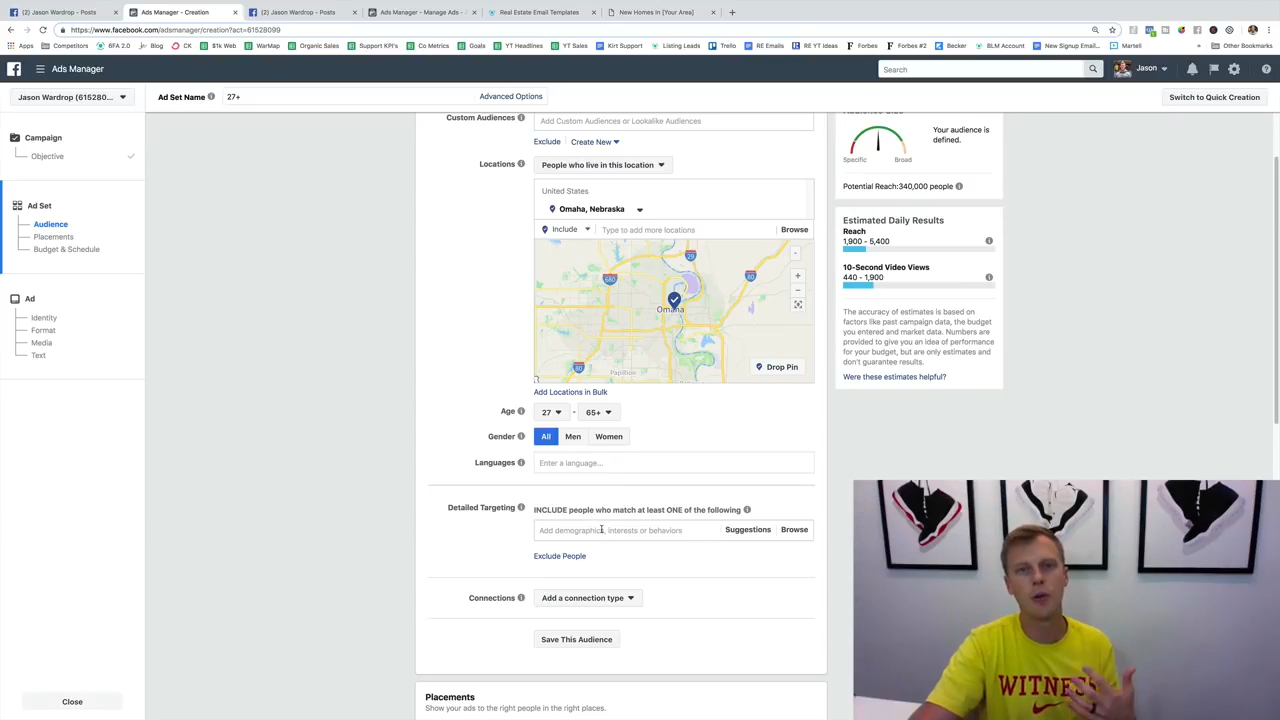 (2) Jason Wardrop - Posts
Ads Manager - Creation
(2) Jason Wardrop - Posts
Ads Manager - Manage Ads -
Real Estate Email Templates
New Homes In [Your Area]
https://www.facebook.com/adsmanager/creation?act=61528099
Apps Competitors 6FA 2.0 Blog CK $1k Web WarMap Organic Sales Support KPI's Co Metrics Goals YT Headlines YT Sales Kirt Support Listing Leads Trello RE Emails RE YT Ideas Forbes Forbes #2 Becker BLM Account New Signup Email... Martell » Other Bookmarks
Ads Manager
Search
Jason
Jason Wardrop (615280...
Ad Set Name
27+
Advanced Options
Switch to Quick Creation
Campaign
Objective
Ad Set
Audience
Placements
Budget & Schedule
Ad
Identity
Format
Media
Text
Close
Custom Audiences
Add Custom Audiences or Lookalike Audiences
Exclude
Create New
Locations
People who live in this location
United States
Omaha, Nebraska
Include
Type to add more locations
Browse
29
680
80
Omaha
80
Papillion
Drop Pin
Add Locations in Bulk
Age
27 - 65+
Gender
All Men Women
Languages
Enter a language...
Detailed Targeting
INCLUDE people who match at least ONE of the following
Add demographics, interests or behaviors
Suggestions
Browse
Exclude People
Connections
Add a connection type
Save This Audience
Placements
Show your ads to the right people in the right places.
Your audience is
defined.
Specific
Broad
Potential Reach:340,000 people
Estimated Daily Results
Reach
1,900 - 5,400
10-Second Video Views
440 - 1,900
The accuracy of estimates is based on
factors like past campaign data, the budget
you entered and market data. Numbers are
provided to give you an idea of performance
for your budget, but are only estimates and
don't guarantee results.
Were these estimates helpful?
WITNESS